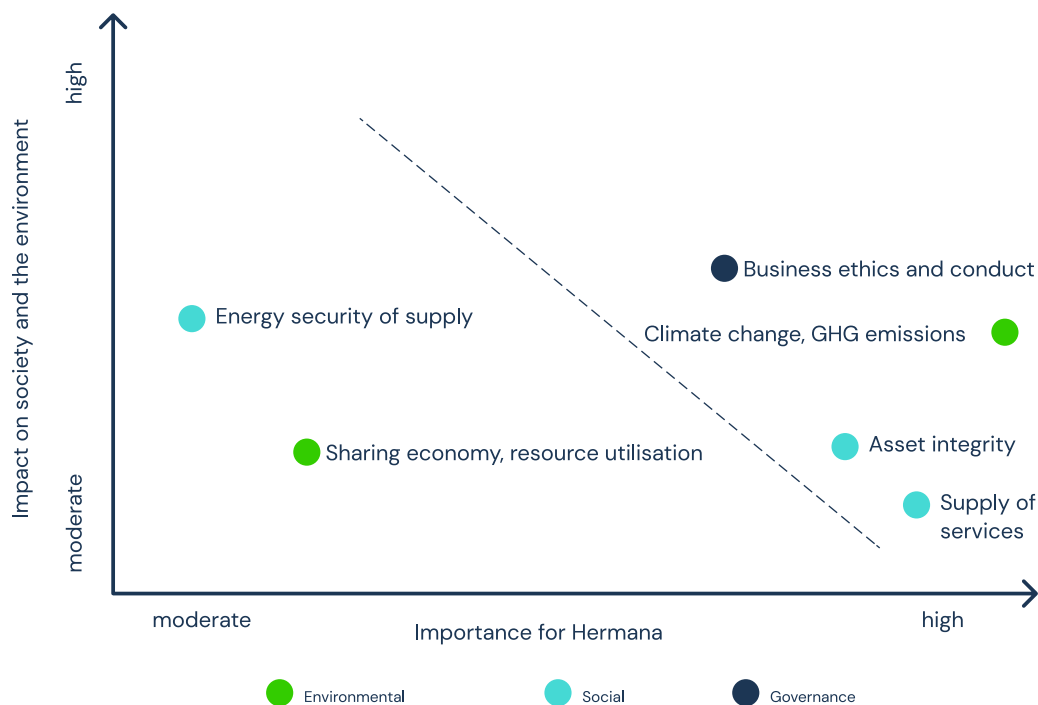 Impact on society and the environment
high
moderate
Business ethics and conduct
Energy security of supply
Climate change, GHG emissions
Sharing economy, resource utilisation
Asset integrity
Supply of
services
moderate
high
Importance for Hermana
Environmental
Social
Governance